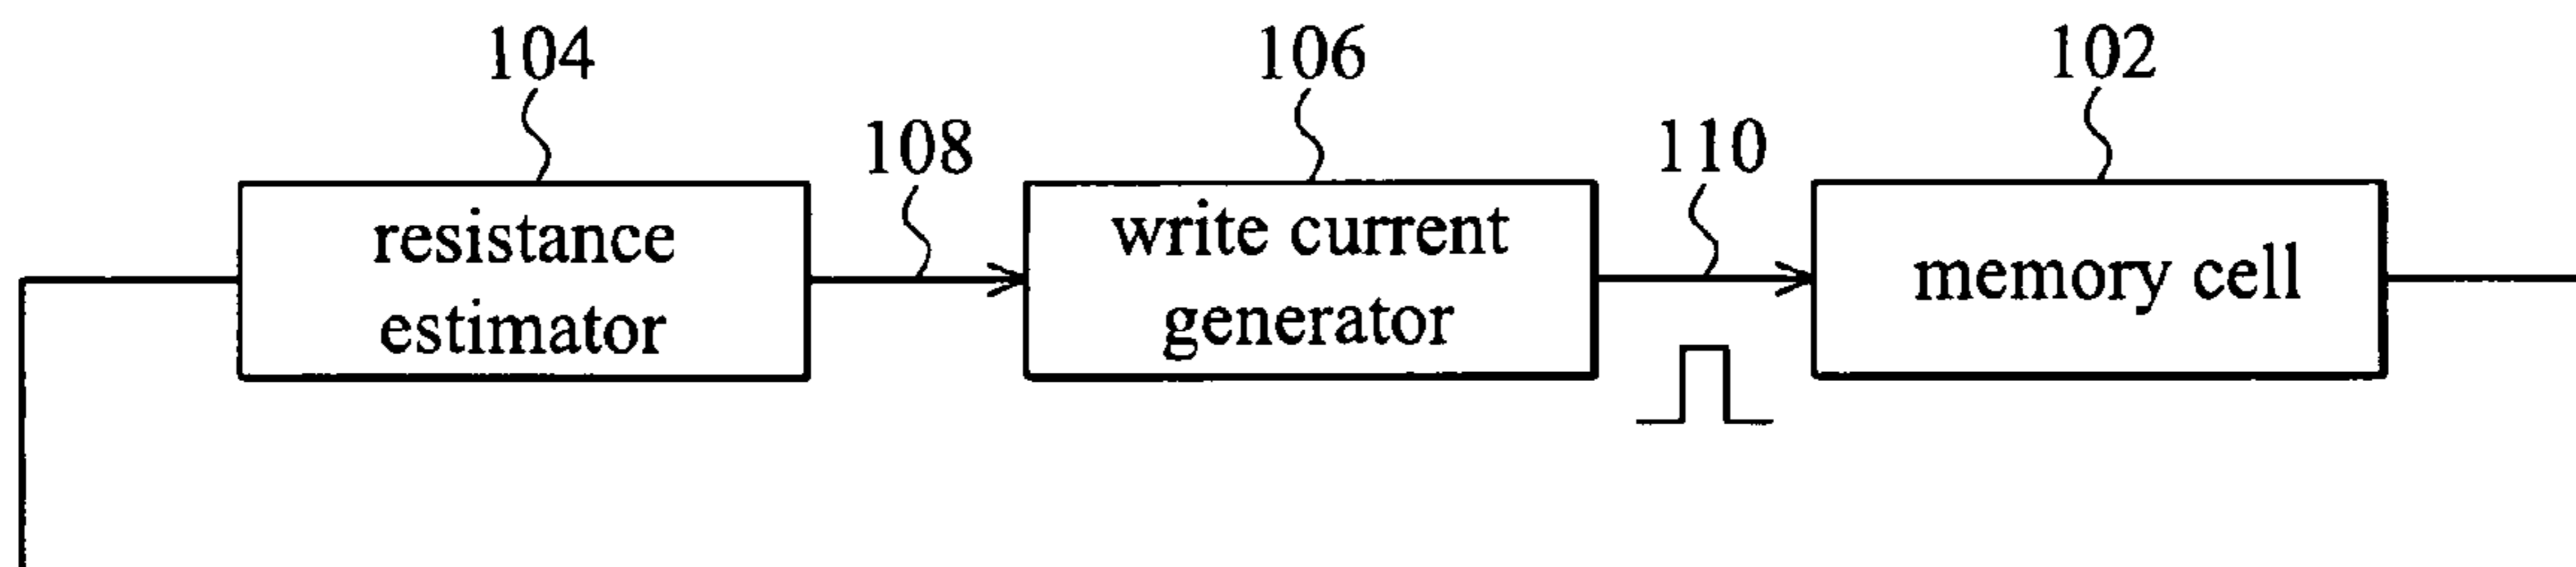 104
106
102
108
110
resistance
estimator
write current
generator
memory cell